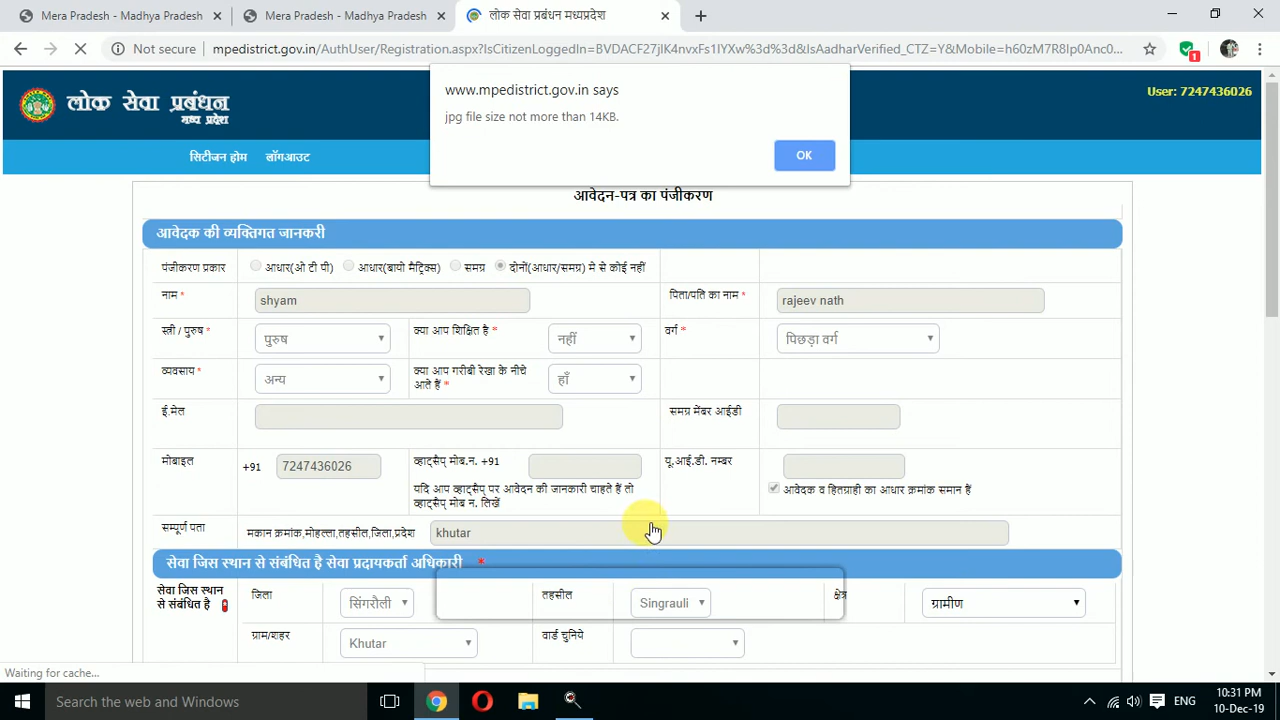 Mera Pradesh - Madhya Pradesh
Mera Pradesh - Madhya Pradesh
लोक सेवा प्रबंधन मध्यप्रदेश
Not secure
mpedistrict.gov.in/AuthUser/Registration.aspx?IsCitizenLoggedIn=BVDACF27jIK4nvxFs1IYXw%3d%3d&IsAadharVerified_CTZ=Y&Mobile=h60zM7R8Ip0Anc0...
1
www.mpedistrict.gov.in says
jpg file size not more than 14KB.
OK
लोक सेवा प्रबंधन
मध्य प्रदेश
User: 7247436026
सिटीजन होम
लॉगआउट
आवेदन-पत्र का पंजीकरण
आवेदक की व्यक्तिगत जानकरी
पंजीकरण प्रकार
आधार(ओ टी पी)
आधार(बायो मैट्रिक्स)
समग्र
दोनों(आधार/समग्र) मे से कोई नहीं
नाम *
shyam
पिता/पति का नाम *
rajeev nath
स्त्री / पुरुष *
पुरुष
क्या आप शिक्षित है *
नहीं
वर्ग *
पिछड़ा वर्ग
व्यवसाय *
अन्य
क्या आप गरीबी रेखा के नीचे
आते हैं *
हाँ
ई.मेल
समग्र मेंबर आईडी
मोबाइल
+91
7247436026
व्हाट्सैप मोब.न. +91
यू.आई.डी. नम्बर
यदि आप व्हाट्सैप पर आवेदन की जानकारी चाहते हैं तो
व्हाट्सैप मोब न. लिखें
आवेदक व हितग्राही का आधार क्रमांक समान हैं
सम्पूर्ण पता
मकान क्रमांक,मोहल्ला,तहसील,जिला,प्रदेश
khutar
सेवा जिस स्थान से संबंधित है सेवा प्रदायकर्ता अधिकारी *
सेवा जिस स्थान
से संबंधित है *
जिला
सिंगरौली
तहसील
Singrauli
क्षेत्र
ग्रामीण
ग्राम/शहर
Khutar
वार्ड चुनिये
Waiting for cache...
Search the web and Windows
ENG
10:31 PM
10-Dec-19